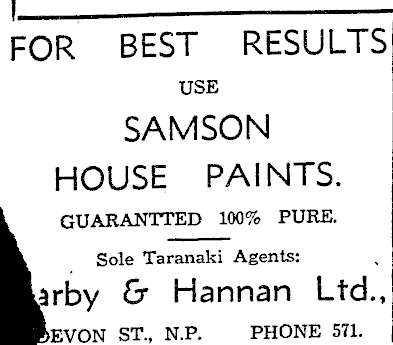 FOR BEST RESULTS
USE
SAMSON
HOUSE PAINTS.
GUARANTTED 100% PURE.
Sole Taranaki Agents:
& Hannan Ltd.,
DEVON ST., N.P. PHONE 571.